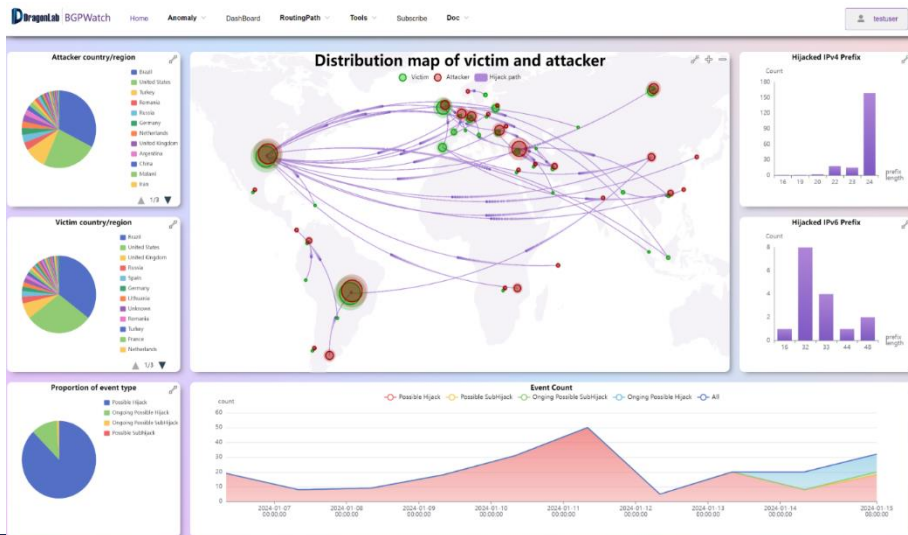 DragonLab BGPWatch Home Anomaly DashBoard RoutingPath Tools Subscribe Doc testuser
Attacker country/region
Brazil
United States
Turkey
Romania
Russia
Germany
Netherlands
United Kingdom
Argentina
China
Malawi
Iran
1/3
Distribution map of victim and attacker
Victim Attacker Hijack path
Hijacked IPv4 Prefix
Count
180
150
120
90
60
30
0
16 19 20 22 23 24
prefix
length
Victim country/region
Brazil
United States
United Kingdom
Russia
Spain
Germany
Lithuania
Unknown
Romania
Turkey
France
Netherlands
1/3
Hijacked IPv6 Prefix
Count
8
6
4
2
0
16 32 33 44 48
prefix
length
Proportion of event type
Possible Hijack
Ongoing Possible Hijack
Ongoing Possible SubHijack
Possible SubHijack
Event Count
Possible Hijack Possible SubHijack Ongoing Possible SubHijack Ongoing Possible Hijack All
count
60
50
40
30
20
10
0
2024-01-07 2024-01-08 2024-01-09 2024-01-10 2024-01-11 2024-01-12 2024-01-13 2024-01-14 2024-01-15
00:00:00 00:00:00 00:00:00 00:00:00 00:00:00 00:00:00 00:00:00 00:00:00 00:00:00